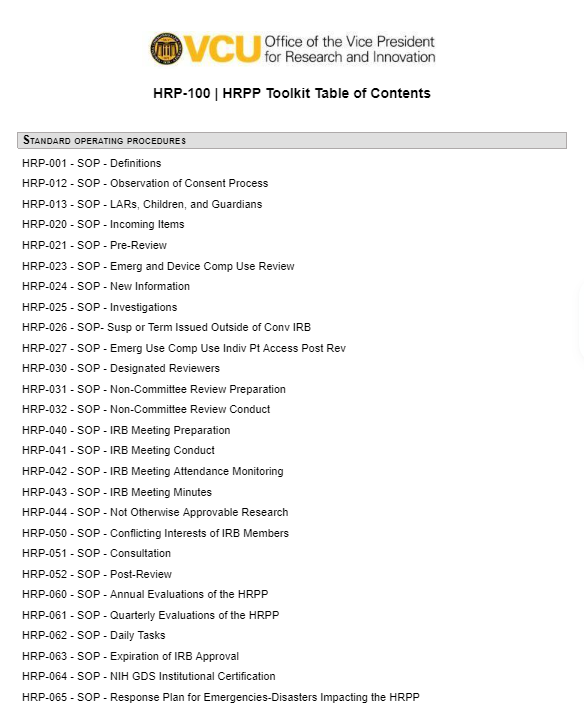 VCU Office of the Vice President
for Research and Innovation
HRP-100 | HRPP Toolkit Table of Contents
STANDARD OPERATING PROCEDURES
HRP-001 - SOP - Definitions
HRP-012 - SOP - Observation of Consent Process
HRP-013 - SOP - LARs, Children, and Guardians
HRP-020 - SOP - Incoming Items
HRP-021 - SOP - Pre-Review
HRP-023 - SOP - Emerg and Device Comp Use Review
HRP-024 - SOP - New Information
HRP-025 - SOP - Investigations
HRP-026 - SOP- Susp or Term Issued Outside of Conv IRB
HRP-027 - SOP - Emerg Use Comp Use Indiv Pt Access Post Rev
HRP-030 - SOP - Designated Reviewers
HRP-031 - SOP - Non-Committee Review Preparation
HRP-032 - SOP - Non-Committee Review Conduct
HRP-040 - SOP - IRB Meeting Preparation
HRP-041 - SOP - IRB Meeting Conduct
HRP-042 - SOP - IRB Meeting Attendance Monitoring
HRP-043 - SOP - IRB Meeting Minutes
HRP-044 - SOP - Not Otherwise Approvable Research
HRP-050 - SOP - Conflicting Interests of IRB Members
HRP-051 - SOP - Consultation
HRP-052 - SOP - Post-Review
HRP-060 - SOP - Annual Evaluations of the HRPP
HRP-061 - SOP - Quarterly Evaluations of the HRPP
HRP-062 - SOP - Daily Tasks
HRP-063 - SOP - Expiration of IRB Approval
HRP-064 - SOP - NIH GDS Institutional Certification
HRP-065 - SOP - Response Plan for Emergencies-Disasters Impacting the HRPP